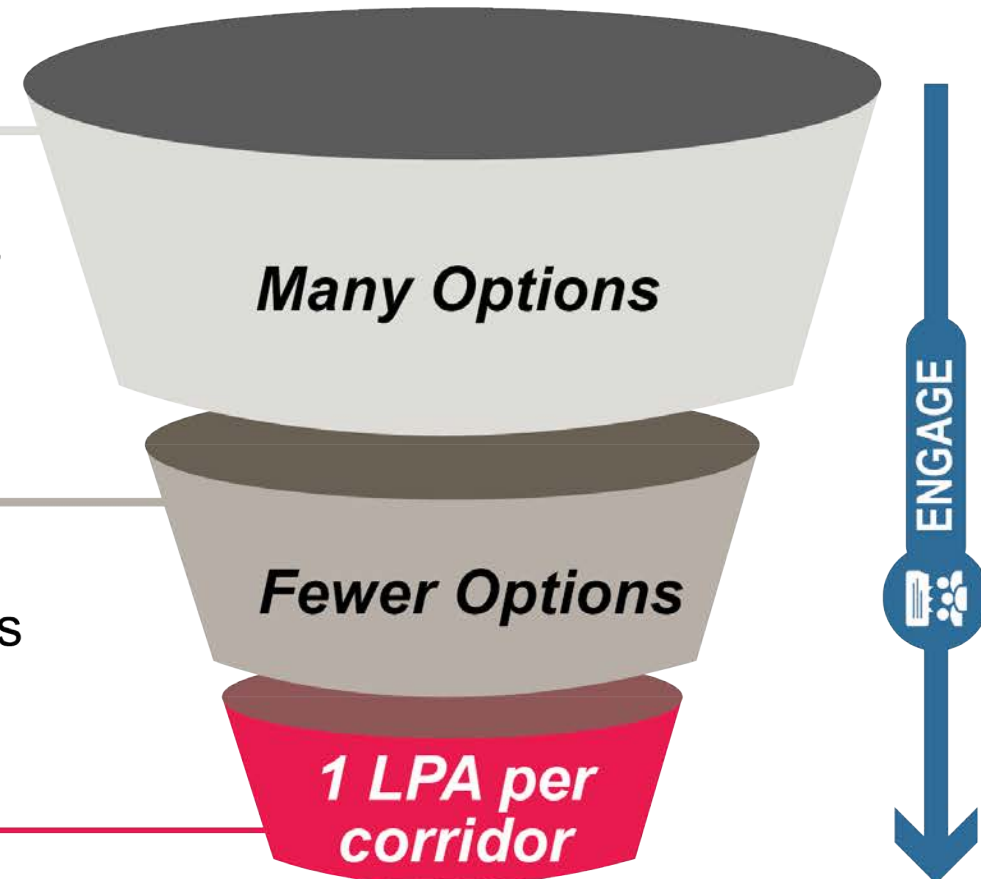 Many Options
ENGAGE
Fewer Options
s
1 LPA per
corridor